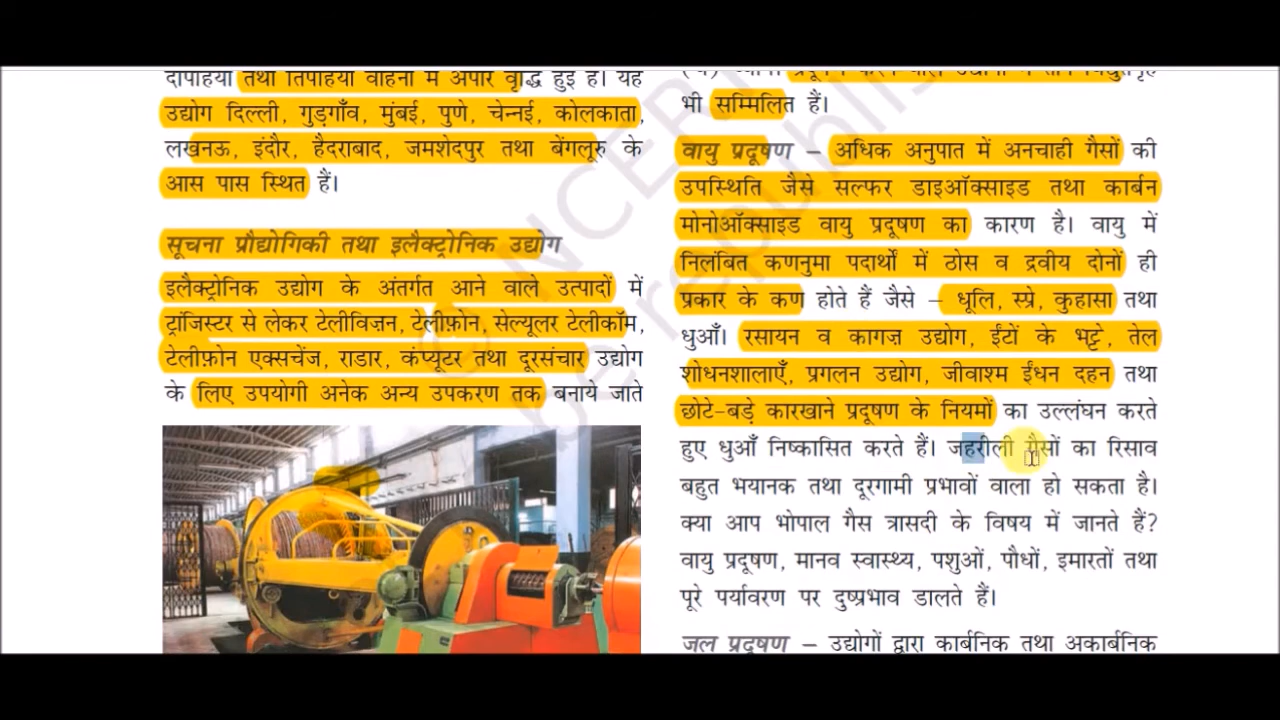 दोपहिया तथा तिपहिया वाहनों में अपार वृद्धि हुई है। यह
उद्योग दिल्ली, गुड़गाँव, मुंबई, पुणे, चेन्नई, कोलकाता,
लखनऊ, इंदौर, हैदराबाद, जमशेदपुर तथा बेंगलूरु के
आस पास स्थित हैं।
सूचना प्रौद्योगिकी तथा इलैक्ट्रोनिक उद्योग
इलैक्ट्रोनिक उद्योग के अंतर्गत आने वाले उत्पादों में
ट्रांजिस्टर से लेकर टेलीविज़न, टेलीफ़ोन, सेल्यूलर टेलीकॉम,
टेलीफ़ोन एक्सचेंज, राडार, कंप्यूटर तथा दूरसंचार उद्योग
के लिए उपयोगी अनेक अन्य उपकरण तक बनाये जाते
भी सम्मिलित हैं।
वायु प्रदूषण – अधिक अनुपात में अनचाही गैसों की
उपस्थिति जैसे सल्फर डाइऑक्साइड तथा कार्बन
मोनोऑक्साइड वायु प्रदूषण का कारण है। वायु में
निलंबित कणनुमा पदार्थों में ठोस व द्रवीय दोनों ही
प्रकार के कण होते हैं जैसे – धूलि, स्प्रे, कुहासा तथा
धुआँ। रसायन व कागज़ उद्योग, ईंटों के भट्टे, तेल
शोधनशालाएँ, प्रगलन उद्योग, जीवाश्म ईंधन दहन तथा
छोटे-बड़े कारखाने प्रदूषण के नियमों का उल्लंघन करते
हुए धुआँ निष्कासित करते हैं। जहरीली गैसों का रिसाव
बहुत भयानक तथा दूरगामी प्रभावों वाला हो सकता है।
क्या आप भोपाल गैस त्रासदी के विषय में जानते हैं?
वायु प्रदूषण, मानव स्वास्थ्य, पशुओं, पौधों, इमारतों तथा
पूरे पर्यावरण पर दुष्प्रभाव डालते हैं।
जल प्रदूषण – उद्योगों द्वारा कार्बनिक तथा अकार्बनिक